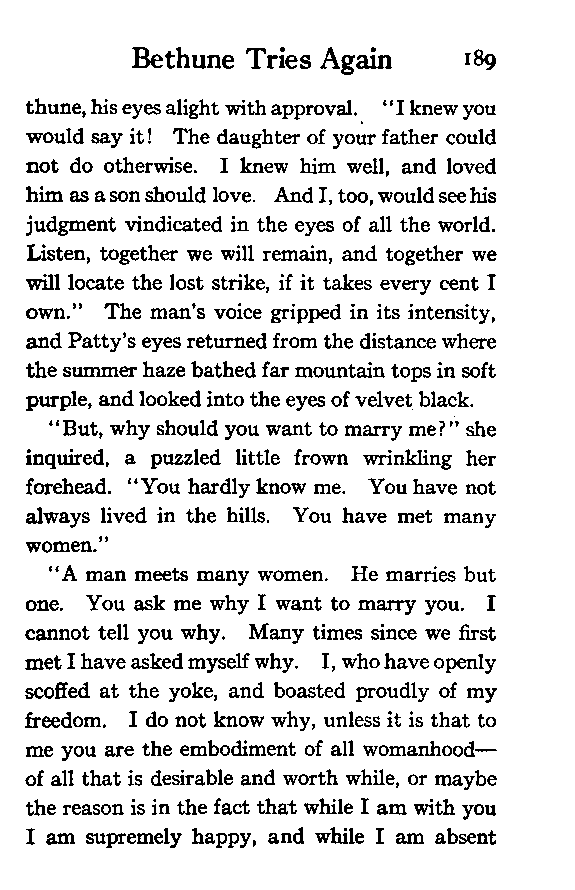 Bethune Tries Again 189
thune, his eyes alight with approval. "I knew you
would say it! The daughter of your father could
not do otherwise. I knew him well, and loved
him as a son should love. And I, too, would see his
judgment vindicated in the eyes of all the world.
Listen, together we will remain, and together we
will locate the lost strike, if it takes every cent I
own." The man's voice gripped in its intensity,
and Patty's eyes returned from the distance where
the summer haze bathed far mountain tops in soft
purple, and looked into the eyes of velvet black.
"But, why should you want to marry me?" she
inquired, a puzzled little frown wrinkling her
forehead. "You hardly know me. You have not
always lived in the hills. You have met many
women."
"A man meets many women. He marries but
one. You ask me why I want to marry you. I
cannot tell you why. Many times since we first
met I have asked myself why. I, who have openly
scoffed at the yoke, and boasted proudly of my
freedom. I do not know why, unless it is that to
me you are the embodiment of all womanhood—
of all that is desirable and worth while, or maybe
the reason is in the fact that while I am with you
I am supremely happy, and while I am absent